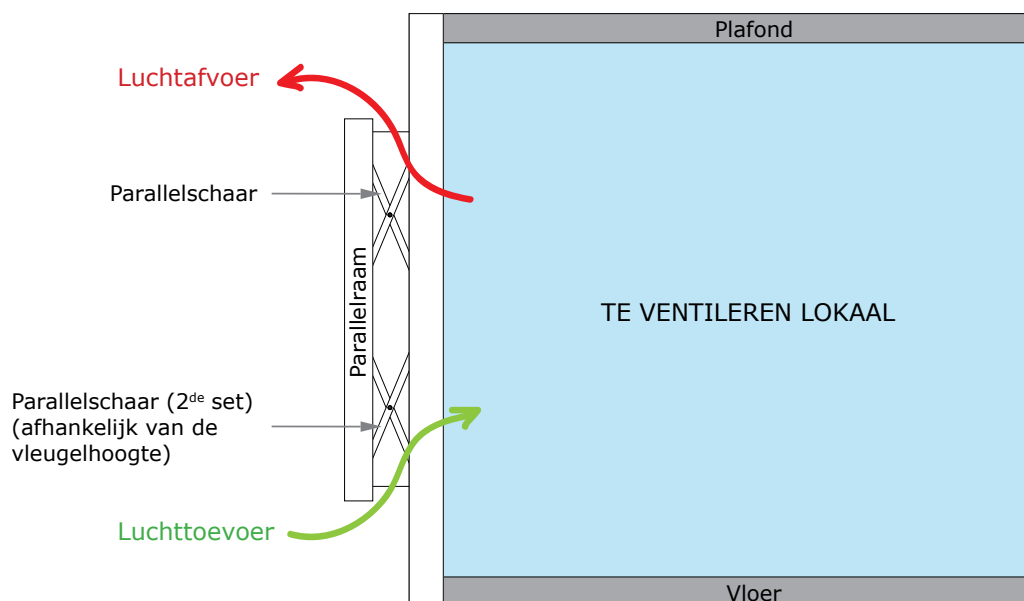 Plafond
Luchtafvoer
Parallelschaar
Parallelraam
TE VENTILEREN LOKAAL
Parallelschaar (2de set)
(afhankelijk van de
vleugelhoogte)
Luchttoevoer
Vloer